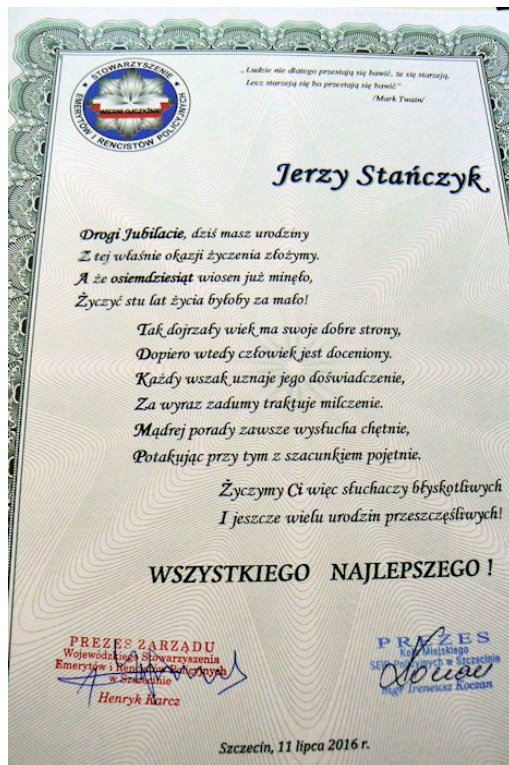 STOWARZYSZENIE
WIERNI OJCZYŹNIE
EMERYTÓW I RENCISTÓW POLICYJNYCH
„Ludzie nie dlatego przestają się bawić, że się starzeją,
Lecz starzeją się bo przestają się bawić”
/Mark Twain/
Jerzy Stańczyk
Drogi Jubilacie, dziś masz urodziny
Z tej właśnie okazji życzenia złożymy.
A że osiemdziesiąt wiosen już minęło,
Życzyć stu lat życia byłoby za mało!
Tak dojrzały wiek ma swoje dobre strony,
Dopiero wtedy człowiek jest doceniony.
Każdy wszak uznaje jego doświadczenie,
Za wyraz zadumy traktuje milczenie.
Mądrej porady zawsze wysłucha chętnie,
Potakując przy tym z szacunkiem pojętnie.
Życzymy Ci więc słuchaczy błyskotliwych
I jeszcze wielu urodzin przeszczęśliwych!
WSZYSTKIEGO NAJLEPSZEGO !
PREZES ZARZĄDU
Wojewódzkiego Stowarzyszenia
Emerytów i Rencistów Policyjnych
w Szczecinie
Henryk Karcz
PREZES
Koła Miejskiego
SEiR Policyjnych w Szczecinie
mgr Ireneusz Koczan
Szczecin, 11 lipca 2016 r.